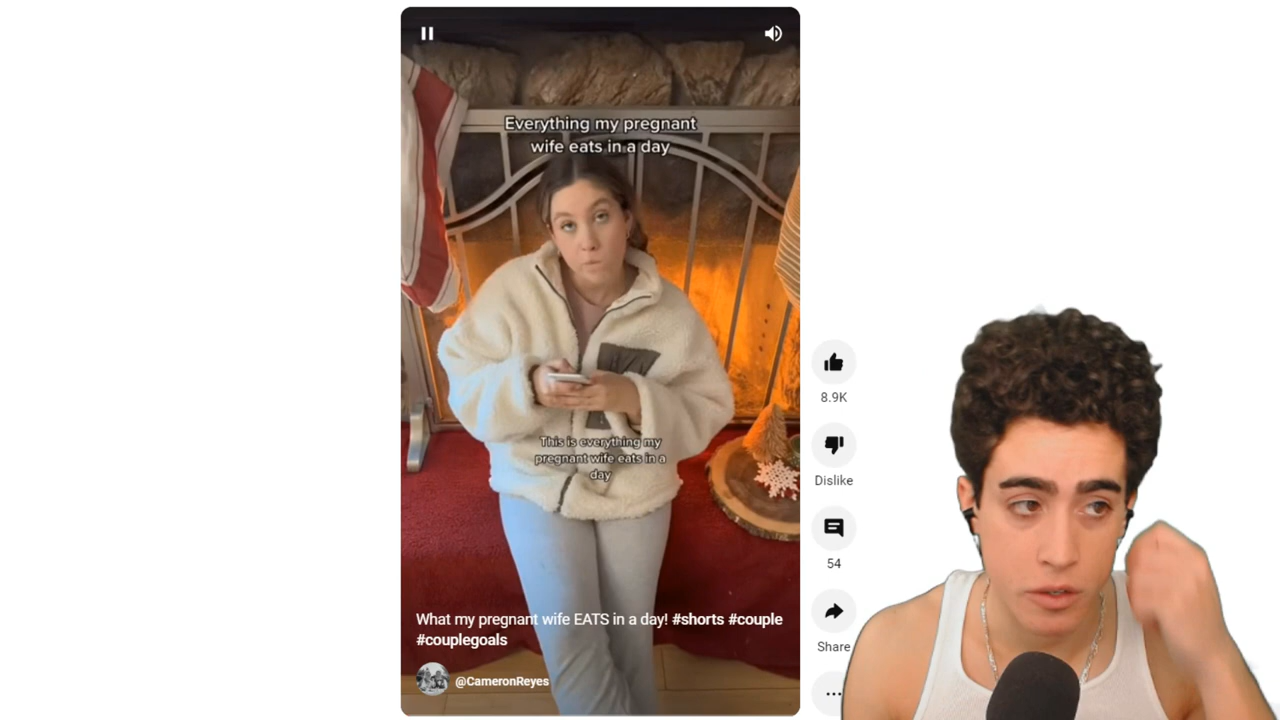 Everything my pregnant
wife eats in a day
This is everything my
pregnant wife eats in a
day
What my pregnant wife EATS in a day! #shorts #couple
#couplegoals
@CameronReyes
8.9K
Dislike
54
Share